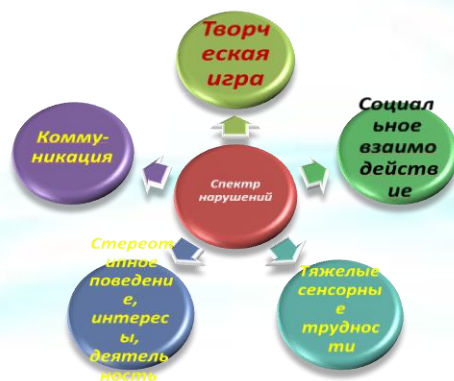 Творч
еская
игра
Социал
ьное
взаимо
действ
ие
Комму-
никация
Спектр
нарушений
Стереот
ипное
поведени
е,
интерес
ы,
деятель
ность
Тяжелые
сенсорны
е
труднос
ти